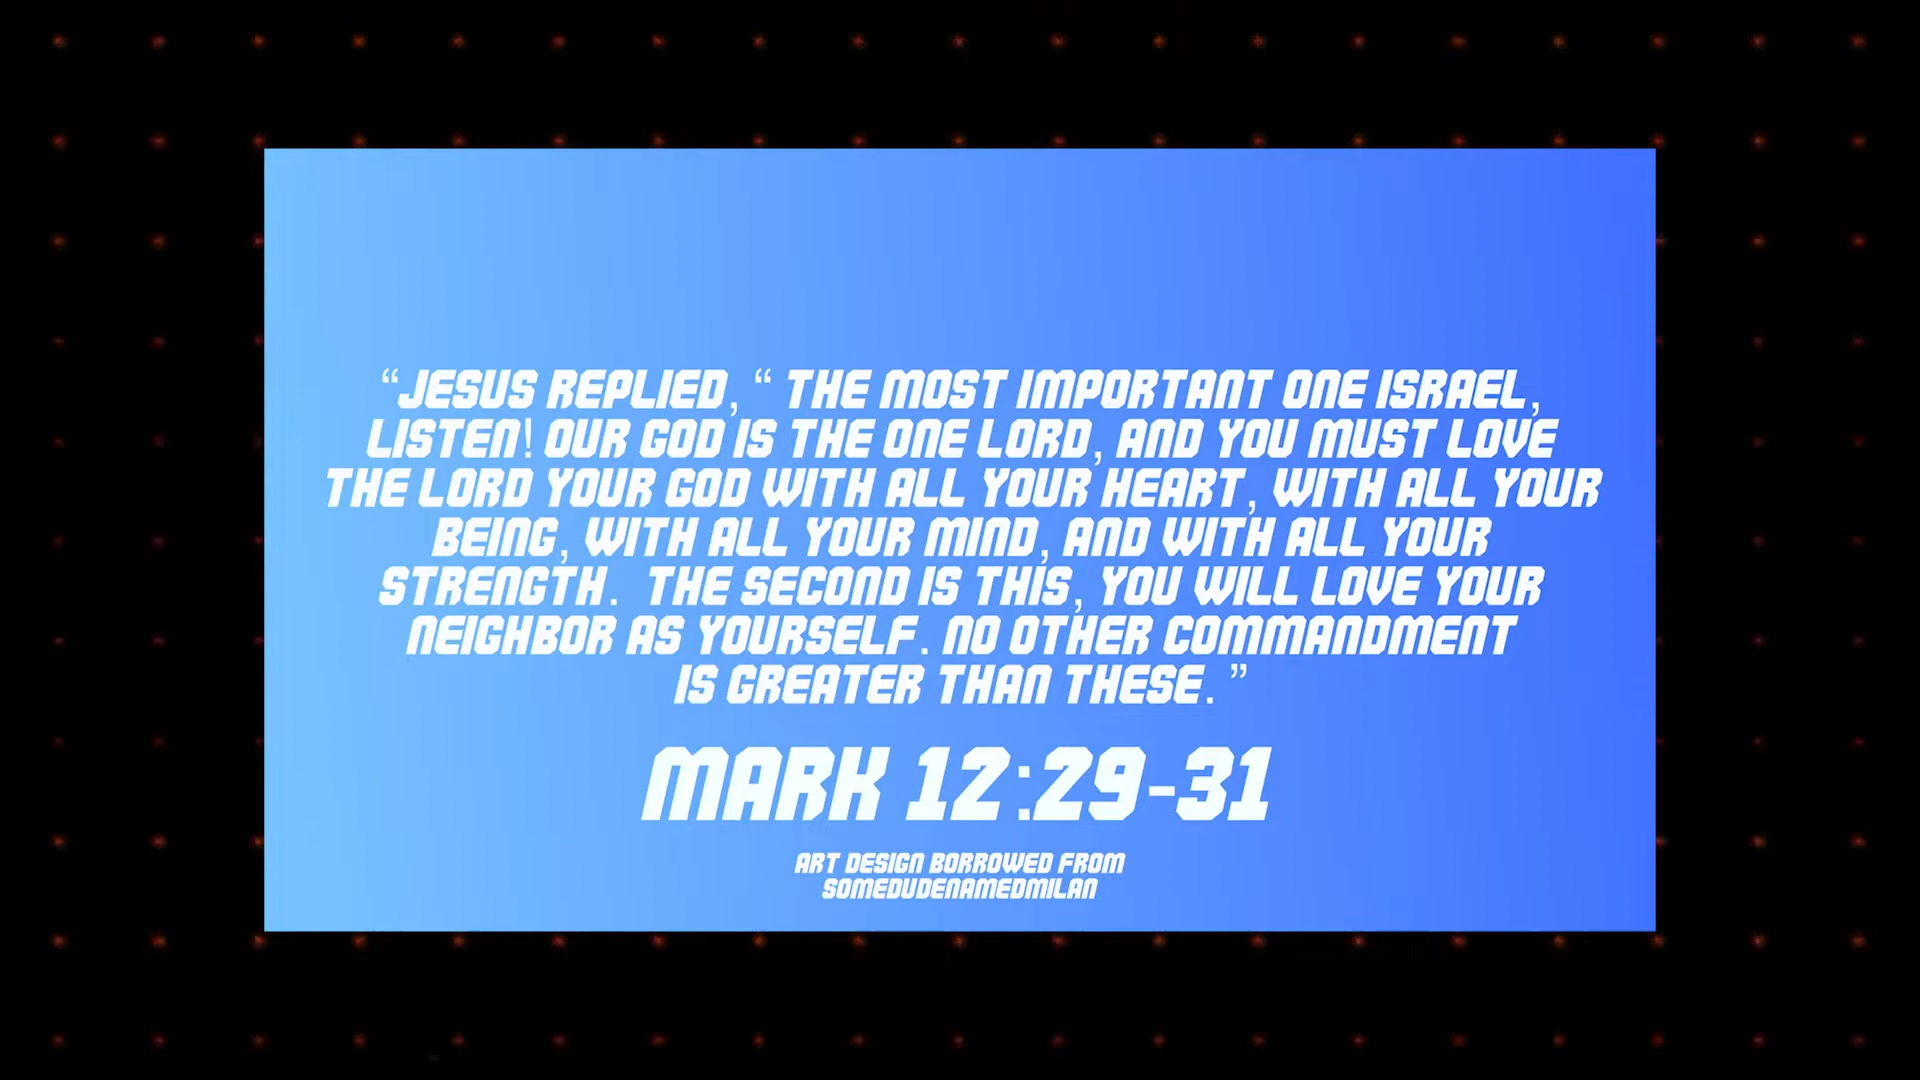 “JESUS REPLIED, “ THE MOST IMPORTANT ONE ISRAEL,
LISTEN! OUR GOD IS THE ONE LORD, AND YOU MUST LOVE
THE LORD YOUR GOD WITH ALL YOUR HEART, WITH ALL YOUR
BEING, WITH ALL YOUR MIND, AND WITH ALL YOUR
STRENGTH.  THE SECOND IS THIS, YOU WILL LOVE YOUR
NEIGHBOR AS YOURSELF. NO OTHER COMMANDMENT
IS GREATER THAN THESE. ”
MARK 12:29-31
ART DESIGN BORROWED FROM
SOMEDUDENAMEDMILAN